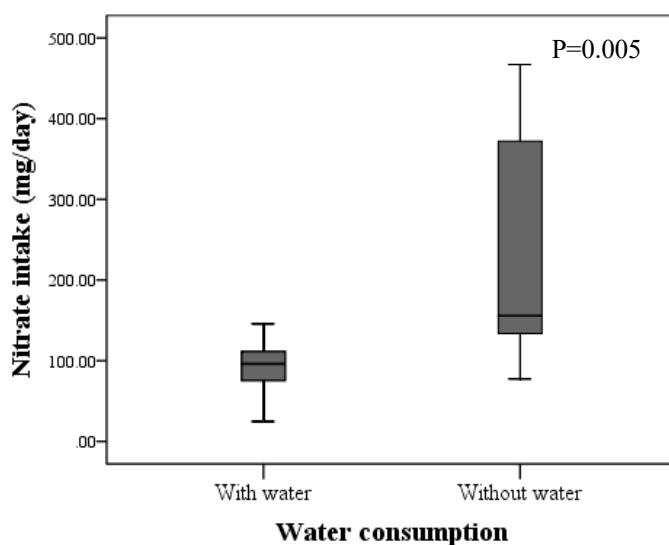 500.00
P=0.005
400.00
300.00
200.00
100.00
.00
Nitrate intake (mg/day)
With water
Without water
Water consumption